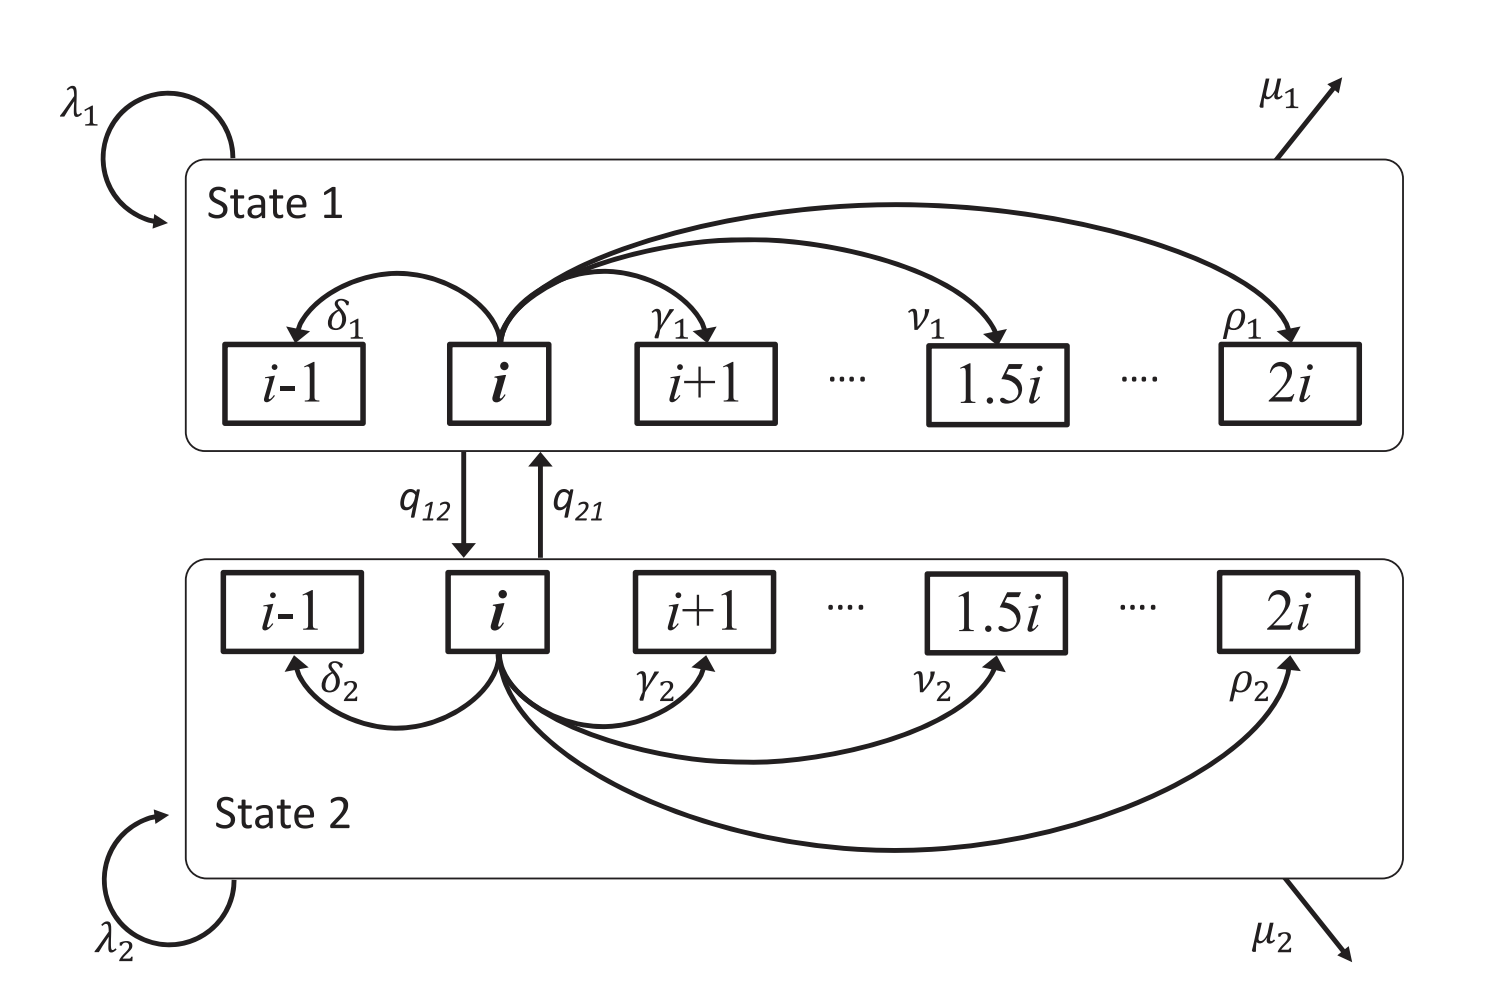 λ₁
μ₁
State 1
δ₁ γ₁ ν₁ ρ₁
i-1 i i+1 .... 1.5i .... 2i
q₁₂ q₂₁
i-1 i i+1 .... 1.5i .... 2i
δ₂ γ₂ ν₂ ρ₂
State 2
λ₂
μ₂